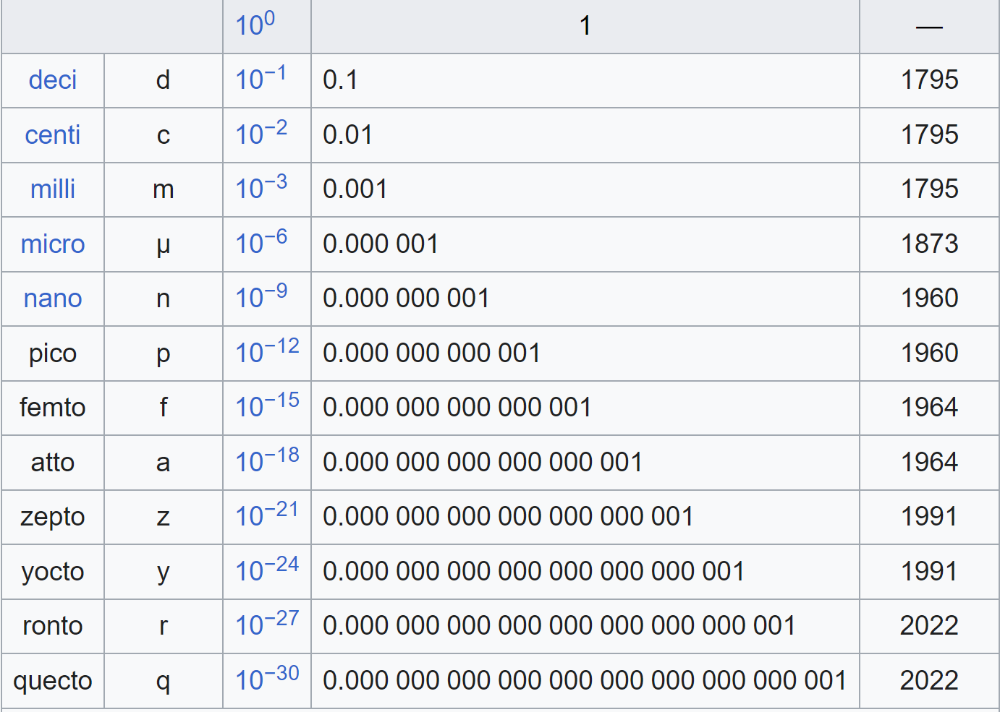 10⁰ 1 —
deci d 10⁻¹ 0.1 1795
centi c 10⁻² 0.01 1795
milli m 10⁻³ 0.001 1795
micro μ 10⁻⁶ 0.000 001 1873
nano n 10⁻⁹ 0.000 000 001 1960
pico p 10⁻¹² 0.000 000 000 001 1960
femto f 10⁻¹⁵ 0.000 000 000 000 001 1964
atto a 10⁻¹⁸ 0.000 000 000 000 000 001 1964
zepto z 10⁻²¹ 0.000 000 000 000 000 000 001 1991
yocto y 10⁻²⁴ 0.000 000 000 000 000 000 000 001 1991
ronto r 10⁻²⁷ 0.000 000 000 000 000 000 000 000 001 2022
quecto q 10⁻³⁰ 0.000 000 000 000 000 000 000 000 000 001 2022